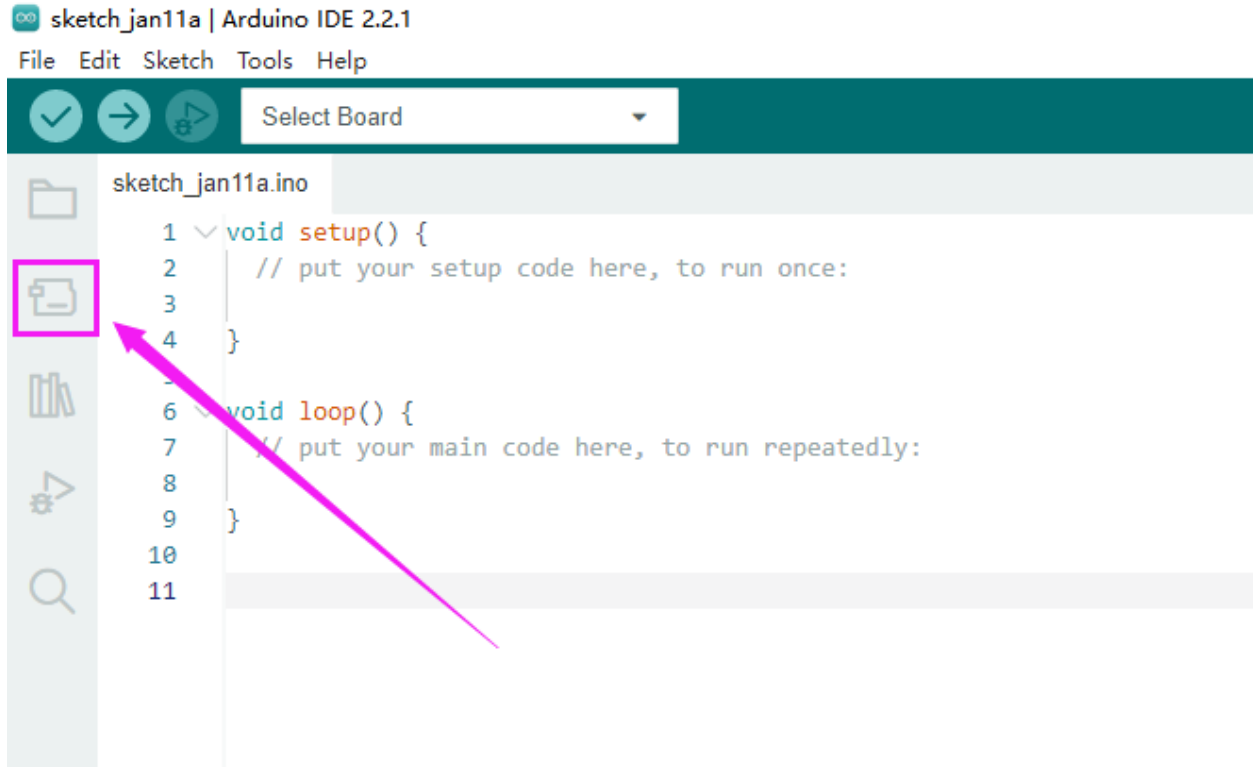 sketch_jan11a | Arduino IDE 2.2.1
File Edit Sketch Tools Help
Select Board
sketch_jan11a.ino
1 void setup() {
2 // put your setup code here, to run once:
3
4 }
6 void loop() {
7 // put your main code here, to run repeatedly:
8
9 }
10
11